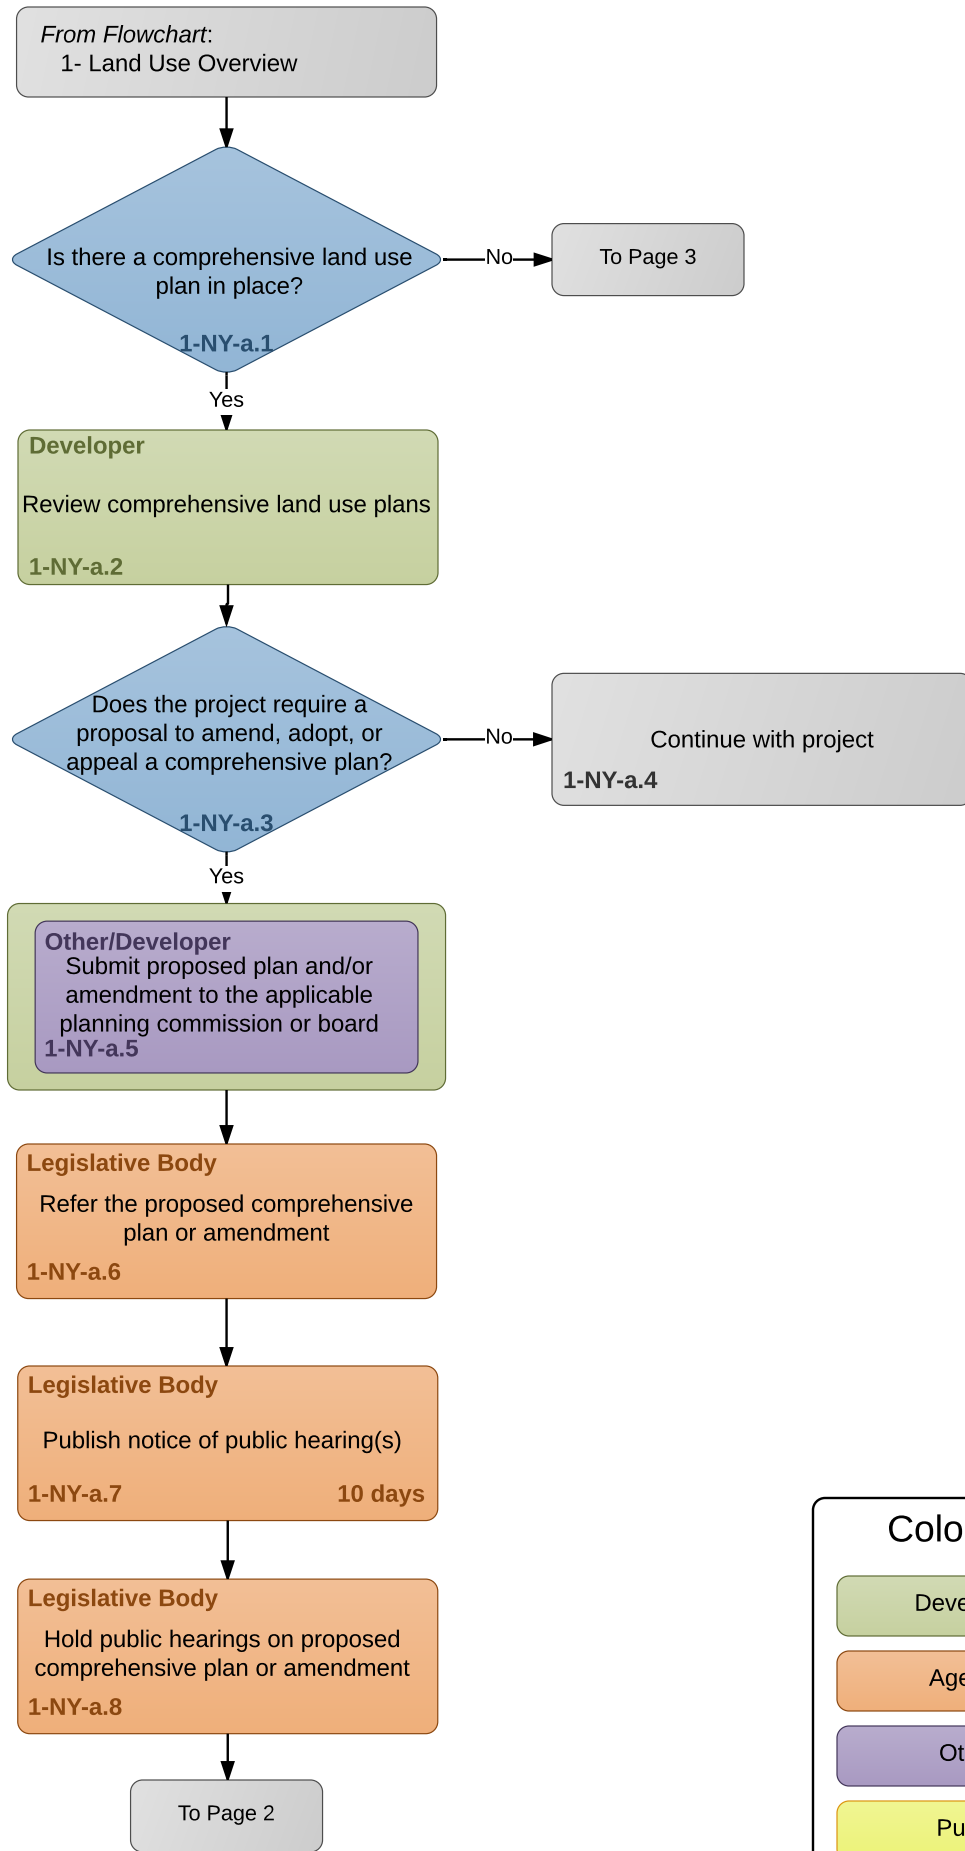 From Flowchart:
1- Land Use Overview
Is there a comprehensive land use
plan in place?
1-NY-a.1
No
To Page 3
Yes
Developer
Review comprehensive land use plans
1-NY-a.2
Does the project require a
proposal to amend, adopt, or
appeal a comprehensive plan?
1-NY-a.3
No
Continue with project
1-NY-a.4
Yes
Other/Developer
Submit proposed plan and/or
amendment to the applicable
planning commission or board
1-NY-a.5
Legislative Body
Refer the proposed comprehensive
plan or amendment
1-NY-a.6
Legislative Body
Publish notice of public hearing(s)
1-NY-a.7 10 days
Legislative Body
Hold public hearings on proposed
comprehensive plan or amendment
1-NY-a.8
To Page 2